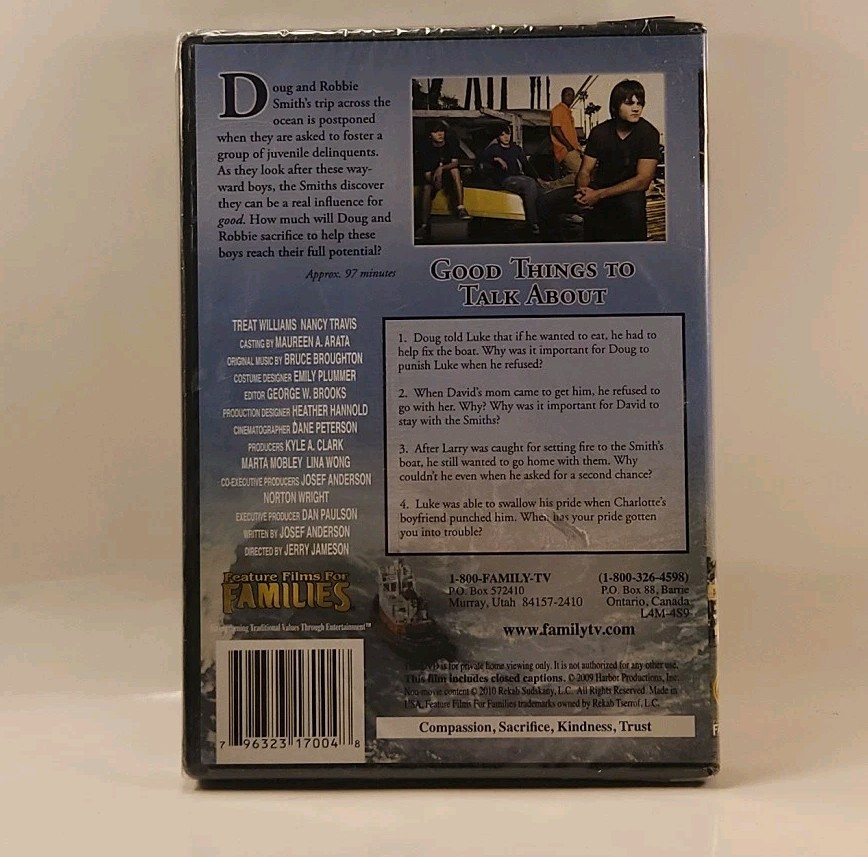 Doug and Robbie
Smith's trip across the
ocean is postponed
when they are asked to foster a
group of juvenile delinquents.
As they look after these way-
ward boys, the Smiths discover
they can be a real influence for
good. How much will Doug and
Robbie sacrifice to help these
boys reach their full potential?
Approx. 97 minutes
GOOD THINGS TO
TALK ABOUT
TREAT WILLIAMS NANCY TRAVIS
CASTING BY MAUREEN A. ARATA
ORIGINAL MUSIC BY BRUCE BROUGHTON
COSTUME DESIGNER EMILY PLUMMER
EDITOR GEORGE W. BROOKS
PRODUCTION DESIGNER HEATHER HANNOLD
CINEMATOGRAPHER DANE PETERSON
PRODUCERS KYLE A. CLARK
MARTA MOBLEY LINA WONG
CO-EXECUTIVE PRODUCERS JOSEF ANDERSON
NORTON WRIGHT
EXECUTIVE PRODUCER DAN PAULSON
WRITTEN BY JOSEF ANDERSON
DIRECTED BY JERRY JAMESON
1. Doug told Luke that if he wanted to eat, he had to
help fix the boat. Why was it important for Doug to
punish Luke when he refused?
2. When David's mom came to get him, he refused to
go with her. Why? Why was it important for David to
stay with the Smiths?
3. After Larry was caught for setting fire to the Smith's
boat, he still wanted to go home with them. Why
couldn't he even when he asked for a second chance?
4. Luke was able to swallow his pride when Charlotte's
boyfriend punched him. When has your pride gotten
you into trouble?
Feature Films For
FAMILIES
Traditional Values Through Entertainment™
1-800-FAMILY-TV (1-800-326-4598)
P.O. Box 572410 P.O. Box 88, Barrie
Murray, Utah 84157-2410 Ontario, Canada
L4M-4S9
www.familytv.com
is for private home viewing only. It is not authorized for any other use.
This film includes closed captions. © 2009 Harbor Productions, Inc.
Non-movie content © 2010 Rekab Sudskany, L.C. All Rights Reserved. Made in
USA. Feature Films For Families trademarks owned by Rekab Tsemof, L.C.
Compassion, Sacrifice, Kindness, Trust
7 96323 17004 8